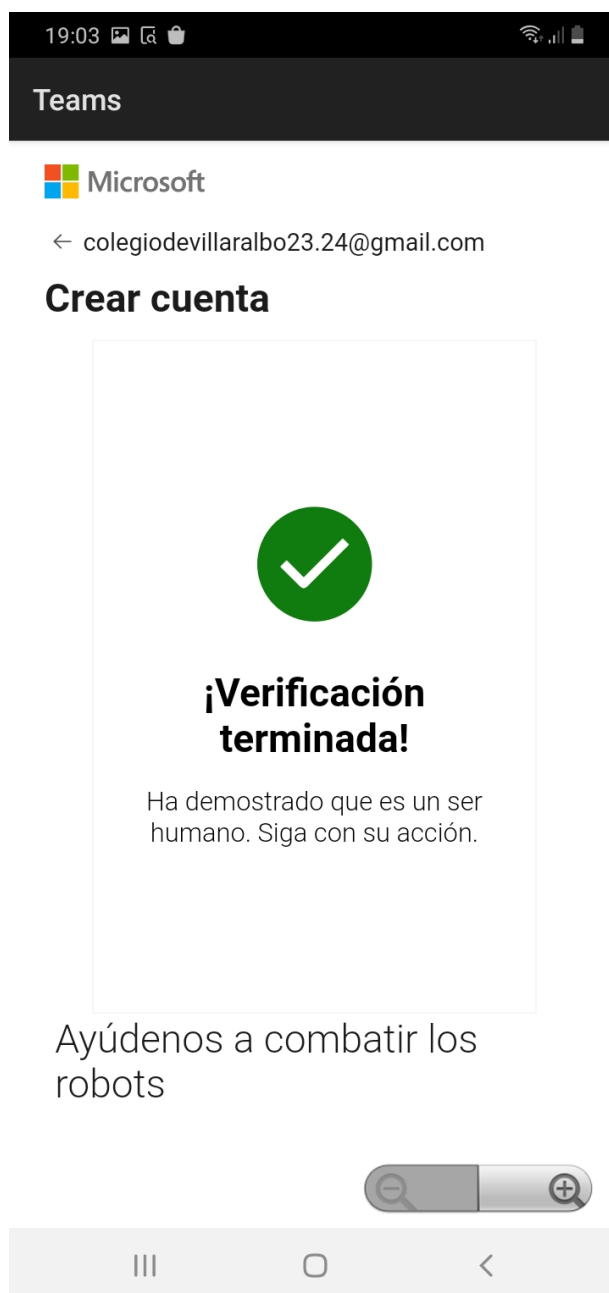 19:03
Teams
Microsoft
← colegiodevillaralbo23.24@gmail.com
Crear cuenta
¡Verificación
terminada!
Ha demostrado que es un ser
humano. Siga con su acción.
Ayúdenos a combatir los
robots